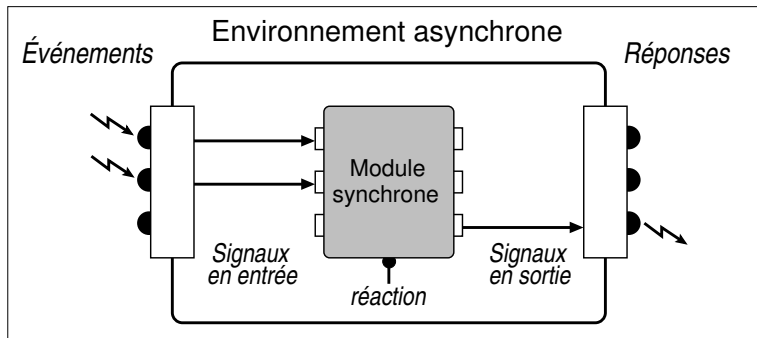 Environnement asynchrone
Événements
Réponses
Module
synchrone
Signaux
en entrée
Signaux
en sortie
réaction